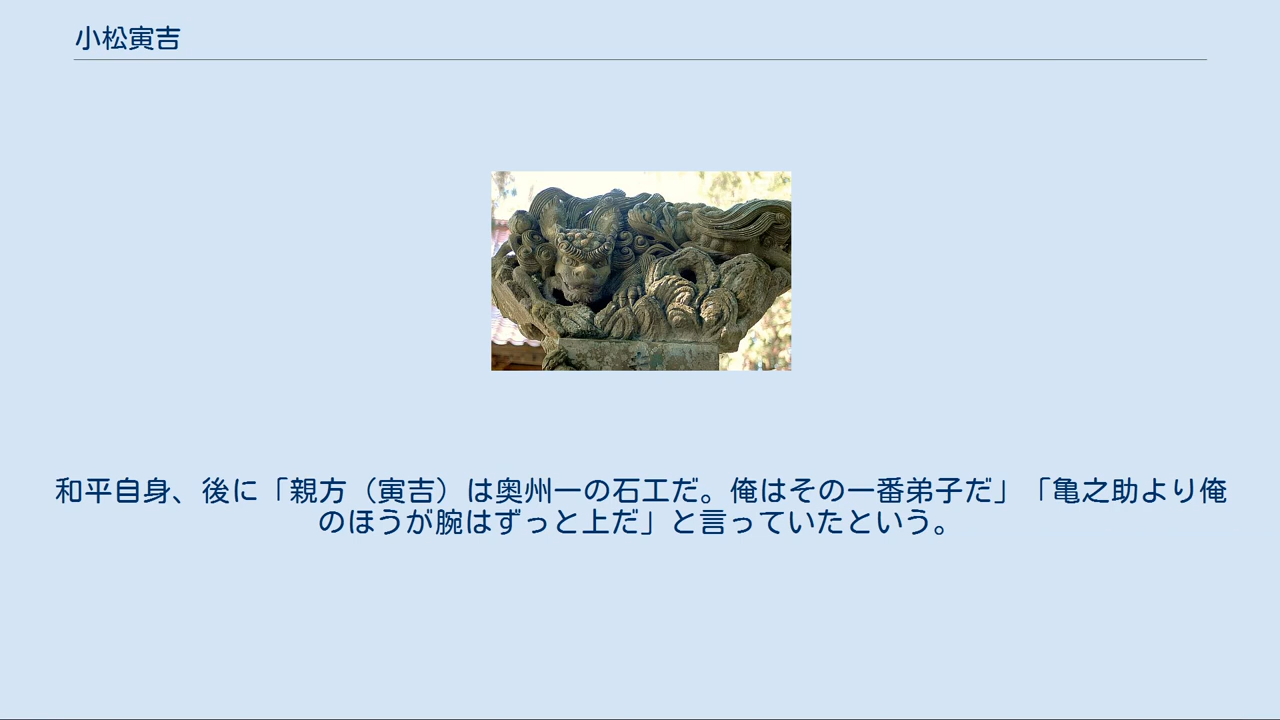 小松寅吉
和平自身、後に「親方（寅吉）は奥州一の石工だ。俺はその一番弟子だ」「亀之助より俺
のほうが腕はずっと上だ」と言っていたという。